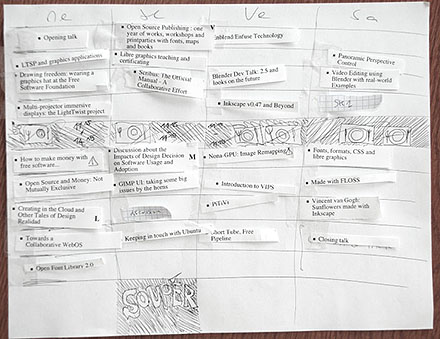 Me
Je
Ve
Sa
Opening talk
LTSP and graphics applications
Drawing freedom: wearing a
graphics hat at the Free
Software Foundation
Multi-projector immersive
displays: the LightTwist project
How to make money with
free software...
Open Source and Money: Not
Mutually Exclusive
Creating in the Cloud and
Other Tales of Design
Realidad
L
Towards a
Collaborative WebOS
Open Font Library 2.0
Open Source Publishing : one
year of works, workshops and
printparties with fonts, maps
and books
V
Libre graphics teaching and
certificating
Scribus: The Official
Manual - A
Collaborative Effort
Discussion about the
Impacts of Design Decision
on Software Usage and
Adoption
M
GIMP UI: taking some big
issues by the horns
Keeping in touch with Ubuntu
SOUPER
Enblend Enfuse Technology
Blender Dev Talk: 2.5 and
looks on the future
Inkscape v0.47 and Beyond
Nona-GPU: Image Remapping
Introduction to VIPS
PiTiVi
Short Tube, Free
Pipeline
Panoramic Perspective
Control
Video Editing using
Blender with real-world
Examples
SK1
Fonts, formats, CSS and
libre graphics
Made with FLOSS
Vincent van Gogh:
Sunflowers made with
Inkscape
Closing talk